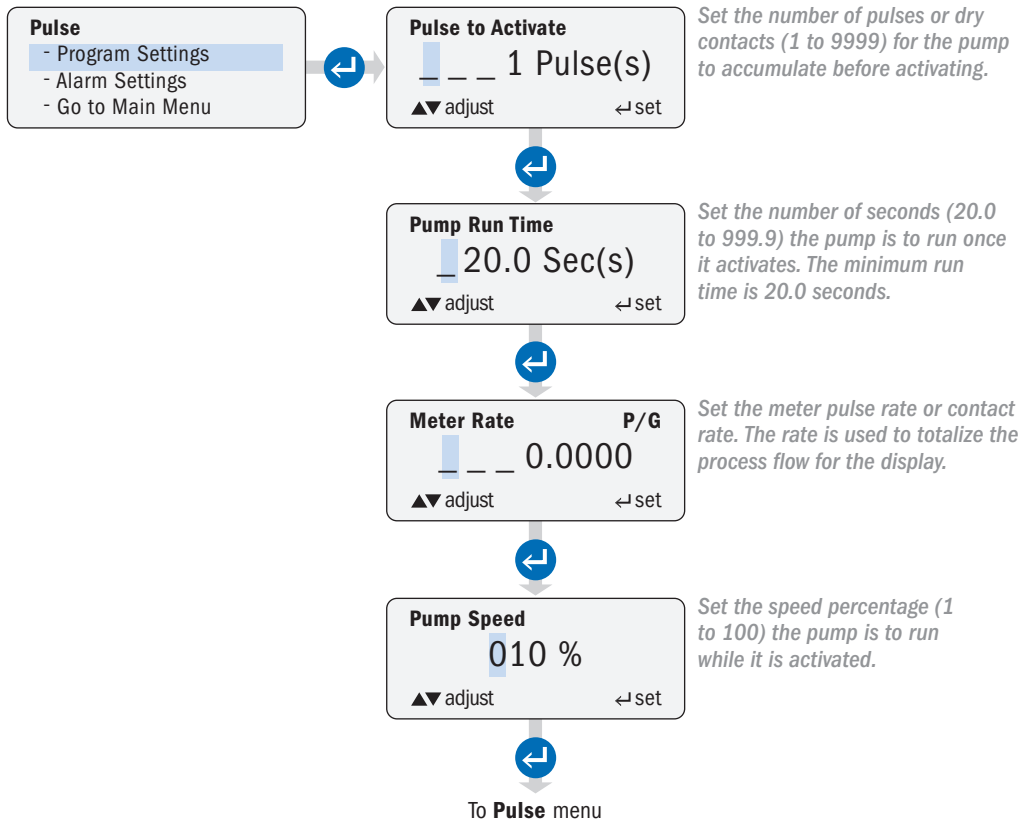 Pulse
- Program Settings
- Alarm Settings
- Go to Main Menu
Pulse to Activate
_ _ _ 1 Pulse(s)
▲▼ adjust ↵ set
Set the number of pulses or dry
contacts (1 to 9999) for the pump
to accumulate before activating.
Pump Run Time
_ 20.0 Sec(s)
▲▼ adjust ↵ set
Set the number of seconds (20.0
to 999.9) the pump is to run once
it activates. The minimum run
time is 20.0 seconds.
Meter Rate P/G
_ _ _ 0.0000
▲▼ adjust ↵ set
Set the meter pulse rate or contact
rate. The rate is used to totalize the
process flow for the display.
Pump Speed
010 %
▲▼ adjust ↵ set
Set the speed percentage (1
to 100) the pump is to run
while it is activated.
To Pulse menu